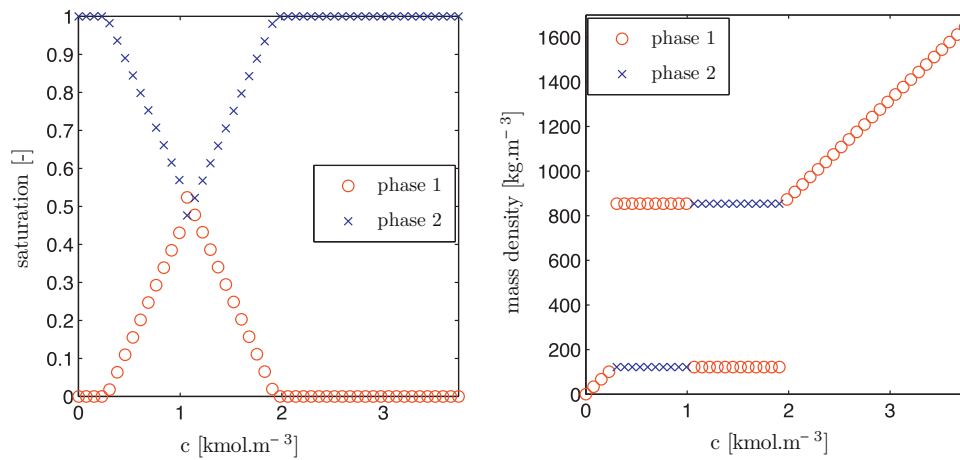 1
0.9
0.8
0.7
0.6
0.5
0.4
0.3
0.2
0.1
0
saturation [-]
0 1 2 3
c [kmol.m⁻³]
phase 1
phase 2
1600
1400
1200
1000
800
600
400
200
0
mass density [kg.m⁻³]
0 1 2 3
c [kmol.m⁻³]
phase 1
phase 2